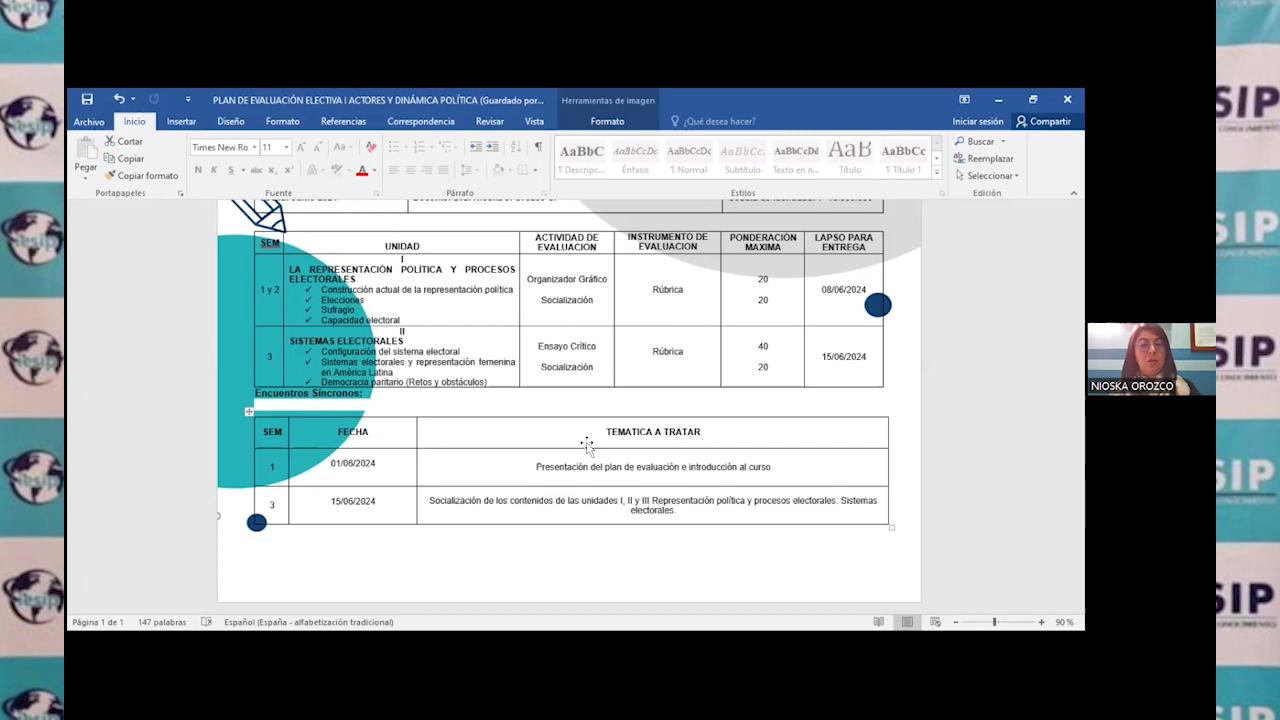 PLAN DE EVALUACIÓN ELECTIVA I ACTORES Y DINÁMICA POLÍTICA (Guardado por...
Herramientas de imagen
Archivo Inicio Insertar Diseño Formato Referencias Correspondencia Revisar Vista Formato ¿Qué desea hacer? Iniciar sesión Compartir
Pegar
Cortar
Copiar
Copiar formato
Portapapeles
Times New Ro 11
N K S abc
Fuente
Párrafo
AaBbC AaBbCcDc AaBbCcDc AaBbCc. AaBbCcDd AaB AaBbCc
Descripc... Énfasis Normal Subtítulo Texto en n... Título Título 1
Estilos
Buscar
Reemplazar
Seleccionar
Edición
SEM UNIDAD ACTIVIDAD DE EVALUACION INSTRUMENTO DE EVALUACION PONDERACIÓN MAXIMA LAPSO PARA ENTREGA
1 y 2
I
LA REPRESENTACIÓN POLÍTICA Y PROCESOS
ELECTORALES
Construcción actual de la representación política
Elecciones
Sufragio
Capacidad electoral
Organizador Gráfico
Socialización
Rúbrica
20
20
08/06/2024
3
II
SISTEMAS ELECTORALES
Configuración del sistema electoral
Sistemas electorales y representación femenina
en América Latina
Democracia paritario (Retos y obstáculos)
Ensayo Crítico
Socialización
Rúbrica
40
20
15/06/2024
Encuentros Síncronos:
SEM FECHA TEMATICA A TRATAR
1 01/06/2024 Presentación del plan de evaluación e introducción al curso
3 15/06/2024 Socialización de los contenidos de las unidades I, II y III Representación política y procesos electorales. Sistemas
electorales.
Página 1 de 1 147 palabras Español (España - alfabetización tradicional) 90 %
NIOSKA OROZCO